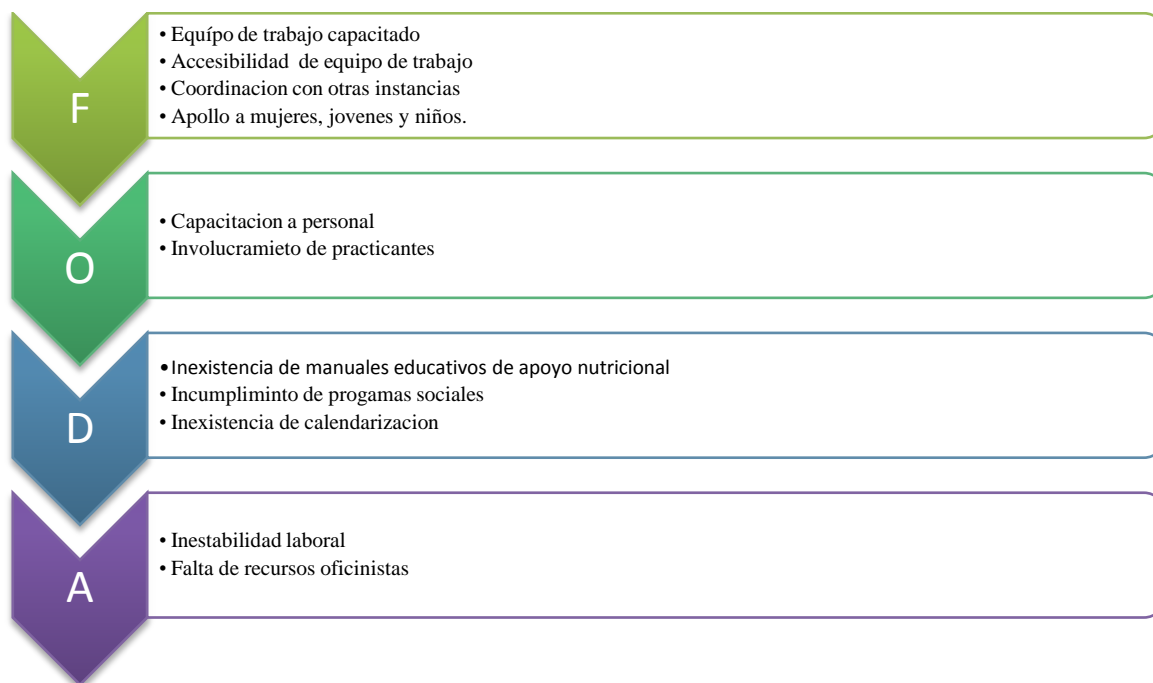 F
• Equípo de trabajo capacitado
• Accesibilidad de equipo de trabajo
• Coordinacion con otras instancias
• Apollo a mujeres, jovenes y niños.
O
• Capacitacion a personal
• Involucramieto de practicantes
D
• Inexistencia de manuales educativos de apoyo nutricional
• Incumpliminto de progamas sociales
• Inexistencia de calendarizacion
A
• Inestabilidad laboral
• Falta de recursos oficinistas